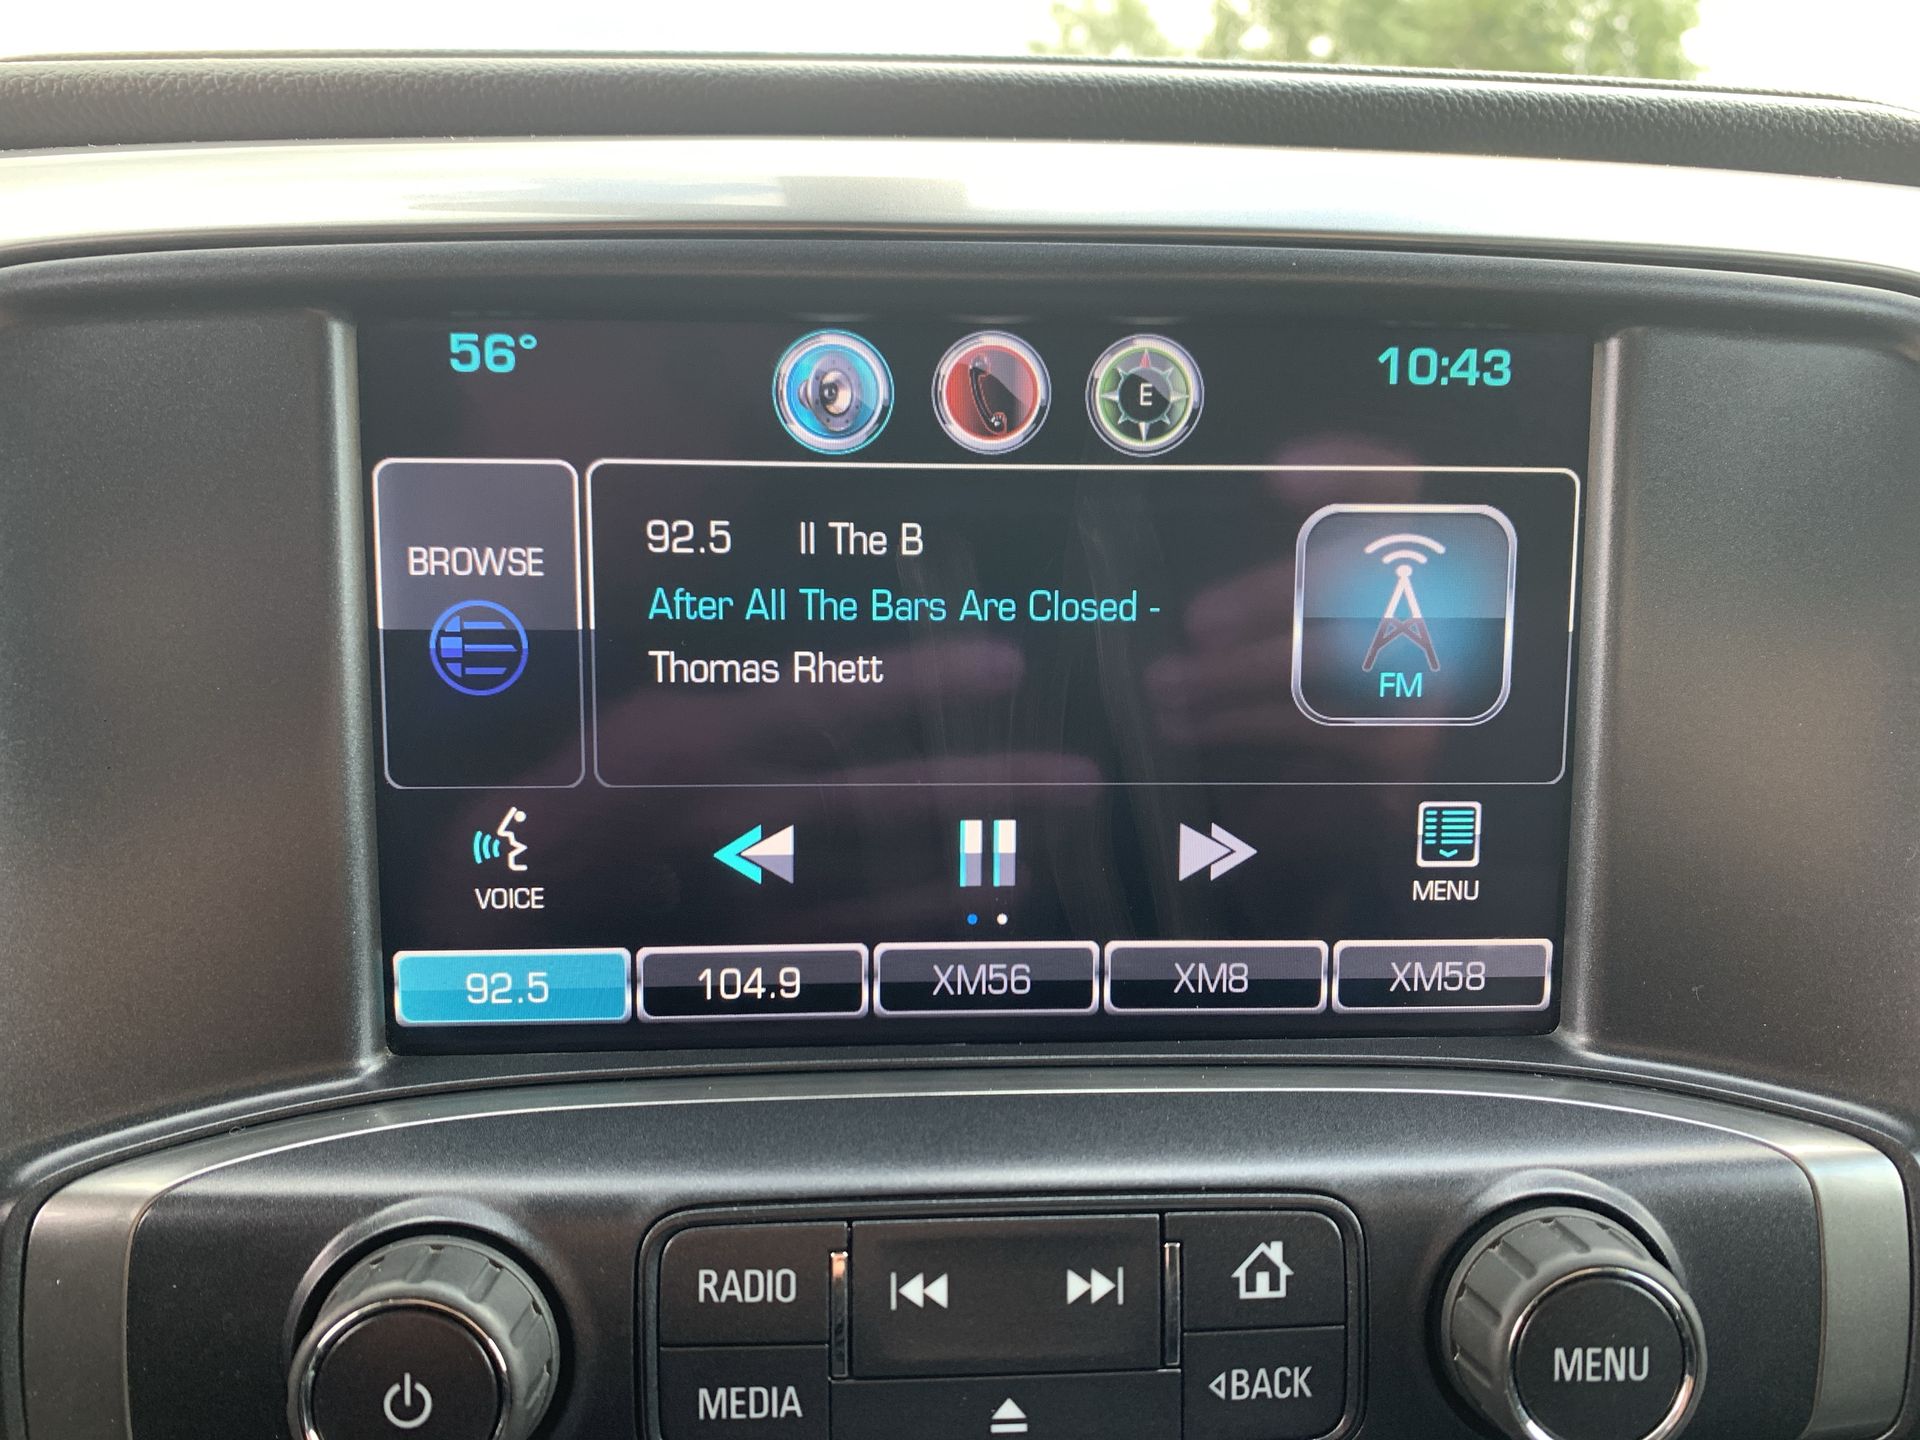 56°
10:43
E
BROWSE
92.5 ll The B
After All The Bars Are Closed -
Thomas Rhett
FM
VOICE
MENU
92.5
104.9
XM56
XM8
XM58
RADIO
MEDIA
BACK
MENU